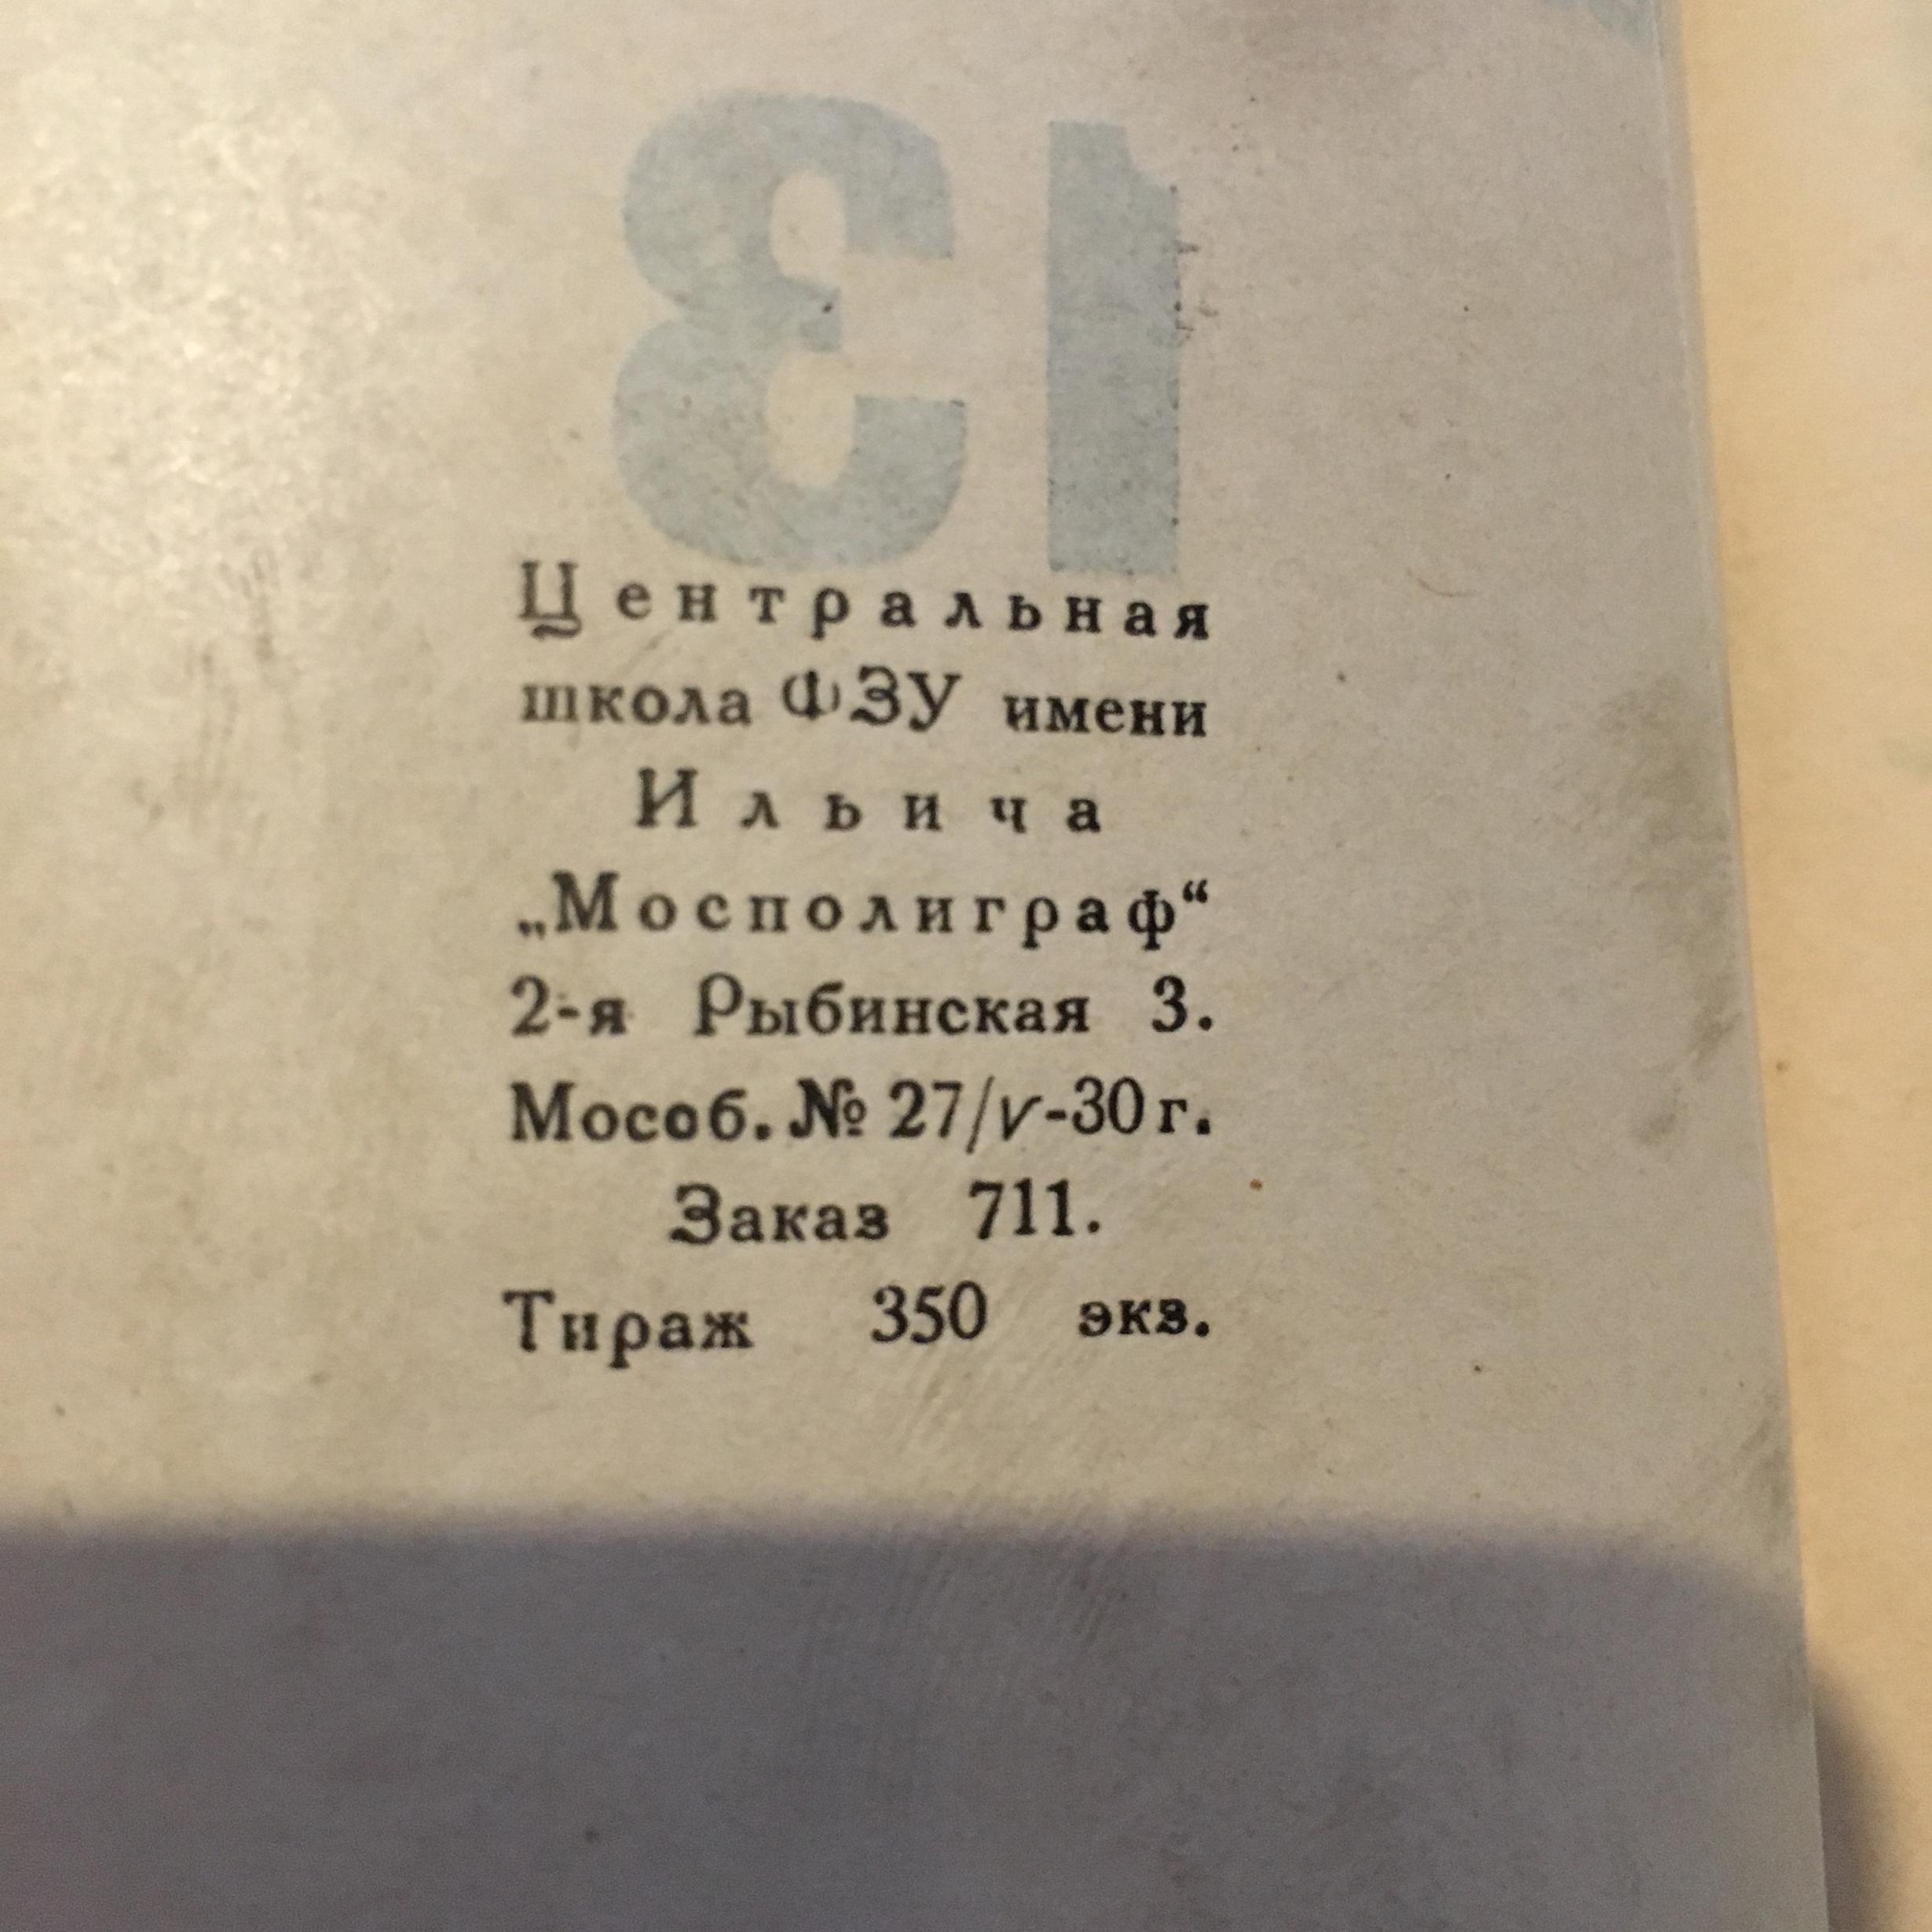 13
Центральная
школа ФЗУ имени
Ильича
„Мосполиграф“
2-я Рыбинская 3.
Мособ. № 27/v-30 г.
Заказ 711.
Тираж 350 экз.